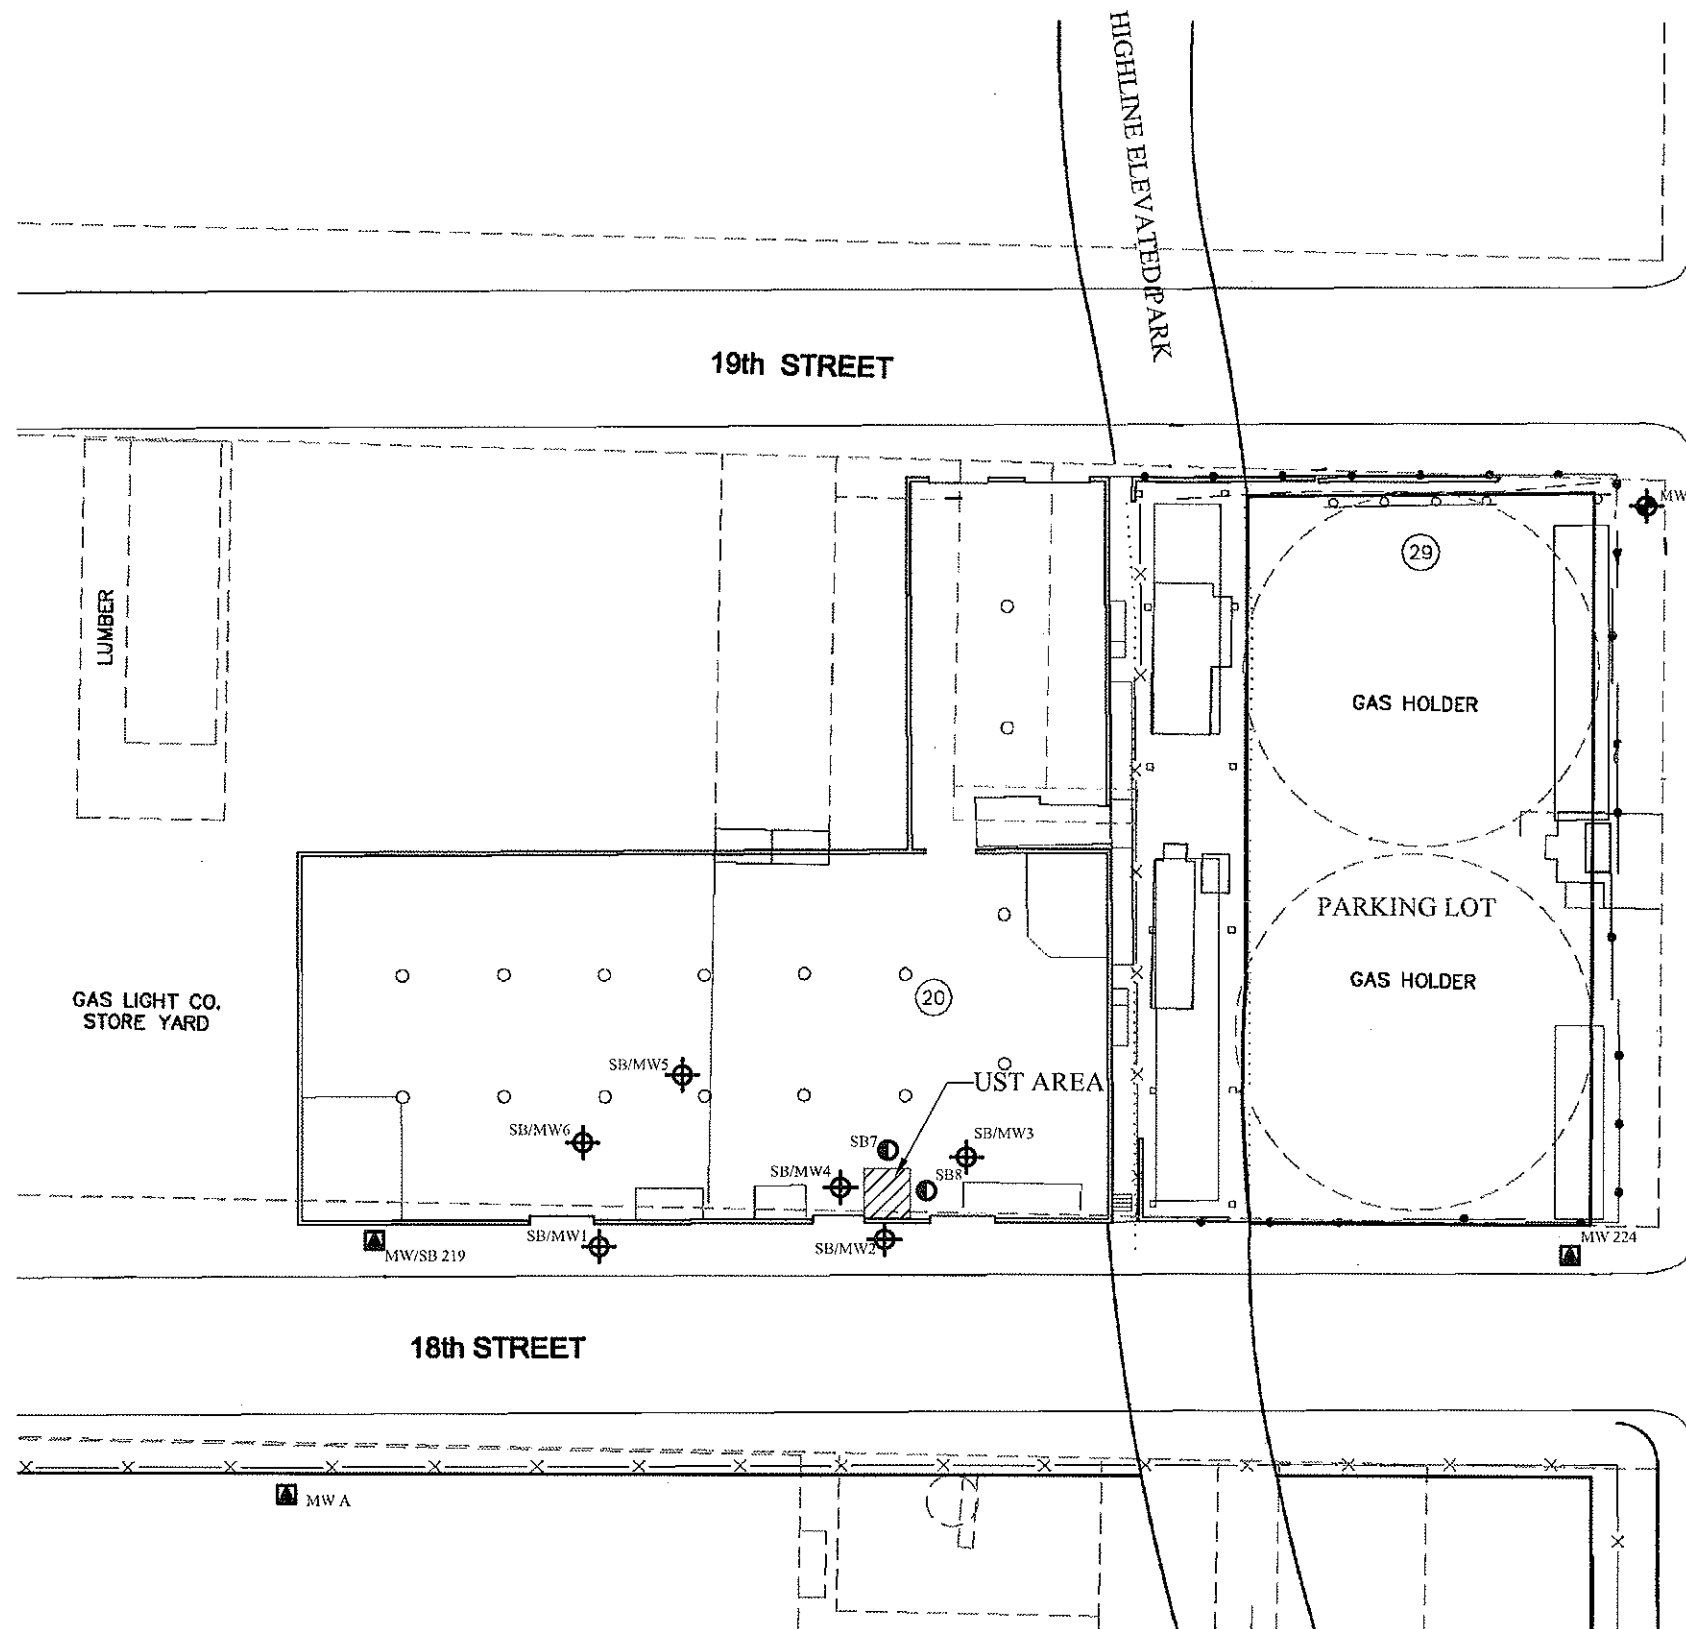 HIGHLINE ELEVATED PARK
19th STREET
MW
29
LUMBER
GAS HOLDER
PARKING LOT
GAS HOLDER
20
GAS LIGHT CO.
STORE YARD
SB/MW5
UST AREA
SB/MW6
SB7
SB/MW3
SB/MW4
SB8
SB/MW1
SB/MW2
MW/SB 219
MW 224
18th STREET
MW A